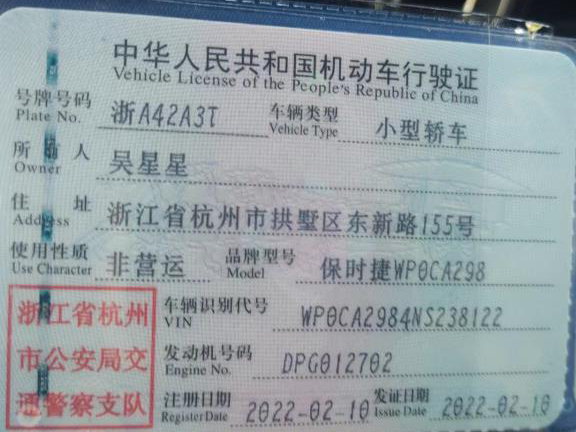 中华人民共和国机动车行驶证
Vehicle License of the People's Republic of China
号牌号码 浙A42A3T 车辆类型 小型轿车
Plate No. Vehicle Type
所有人 吴星星
Owner
住址 浙江省杭州市拱墅区东新路155号
Address
使用性质 非营运 品牌型号 保时捷WP0CA298
Use Character Model
浙江省杭州
市公安局交
通警察支队
车辆识别代号 WP0CA2984NS238122
VIN
发动机号码 DPG012702
Engine No.
注册日期 2022-02-10 发证日期 2022-02-10
Register Date Issue Date